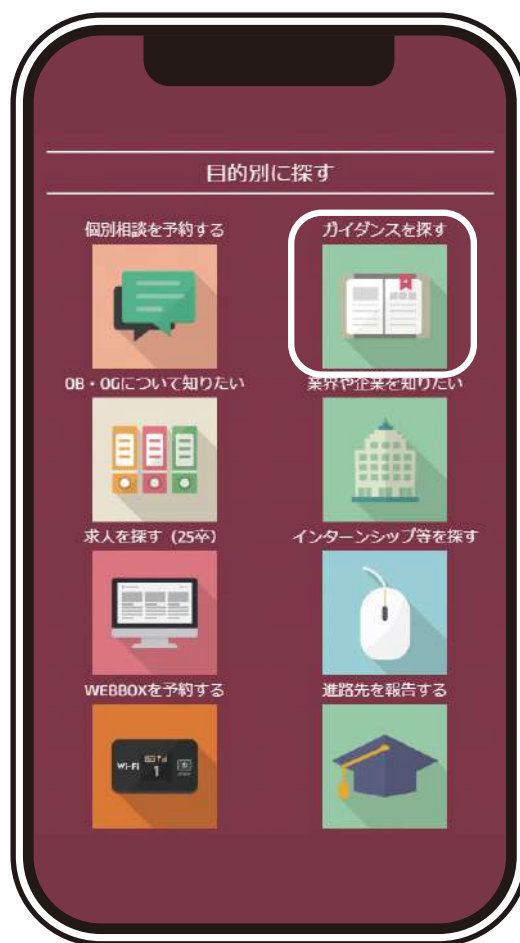 目的別に探す
個別相談を予約する
ガイダンスを探す
OB・OGについて知りたい
業界や企業を知りたい
求人を探す（25卒）
インターンシップ等を探す
WEBBOXを予約する
進路先を報告する
Wi-Fi
1